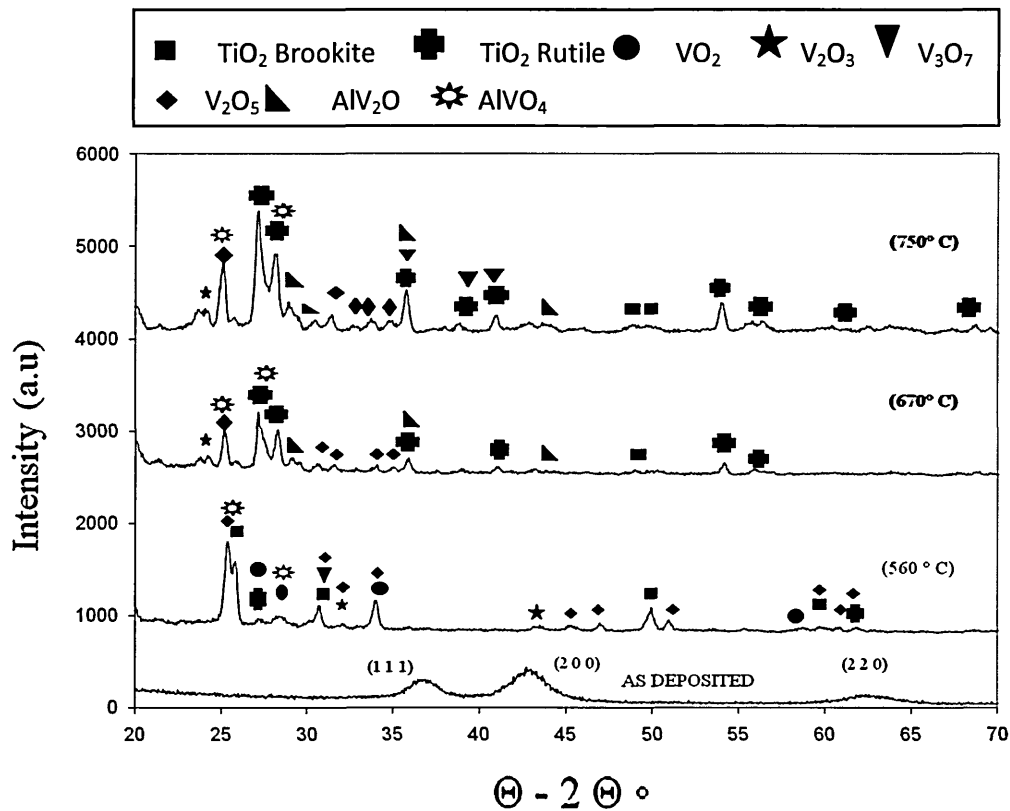 TiO₂ Brookite TiO₂ Rutile VO₂ V₂O₃ V₃O₇
V₂O₅ AlV₂O AlVO₄
6000
5000
4000
3000
2000
1000
0
Intensity (a.u)
(750° C)
(670° C)
(560 ° C)
(1 1 1) (2 0 0) (2 2 0)
AS DEPOSITED
20 25 30 35 40 45 50 55 60 65 70
Θ - 2 Θ °